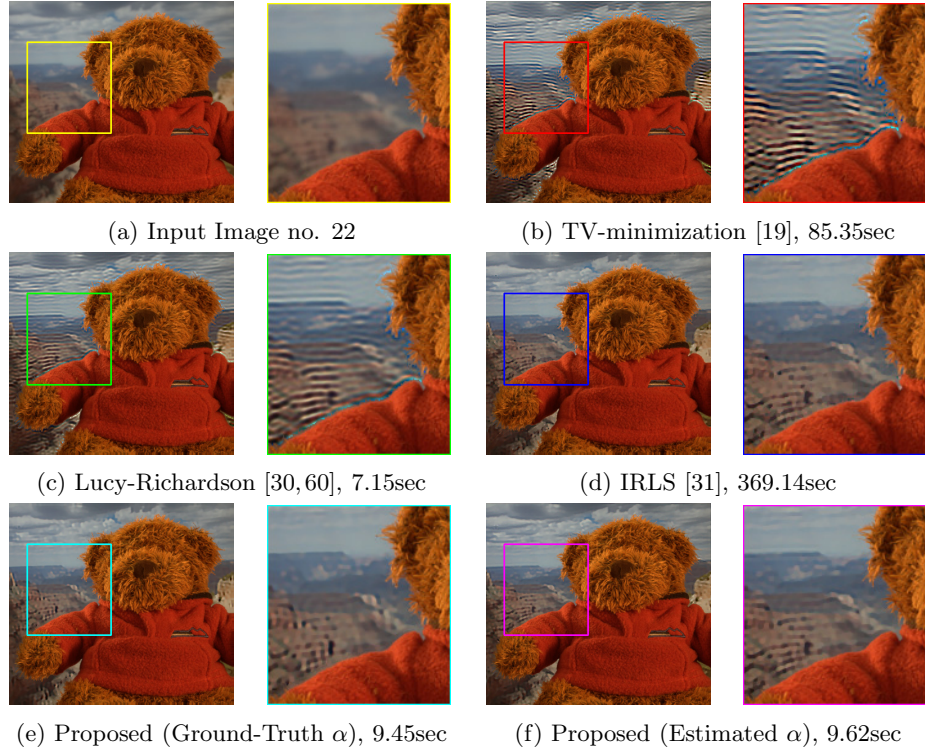 (a) Input Image no. 22
(b) TV-minimization [19], 85.35sec
(c) Lucy-Richardson [30,60], 7.15sec
(d) IRLS [31], 369.14sec
(e) Proposed (Ground-Truth α), 9.45sec
(f) Proposed (Estimated α), 9.62sec